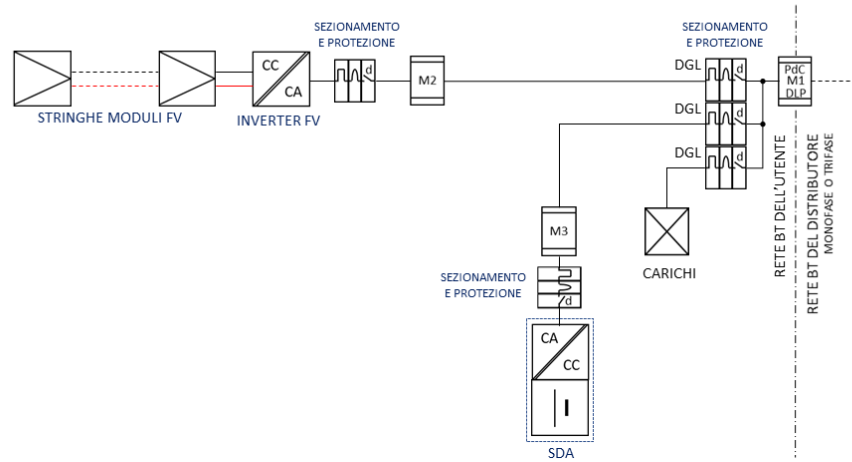 SEZIONAMENTO
E PROTEZIONE
SEZIONAMENTO
E PROTEZIONE
CC
CA
d
M2
DGL
d
PdC
M1
DLP
STRINGHE MODULI FV
INVERTER FV
DGL
d
DGL
d
M3
CARICHI
SEZIONAMENTO
E PROTEZIONE
d
CA
CC
SDA
RETE BT DELL'UTENTE
RETE BT DEL DISTRIBUTORE
MONOFASE O TRIFASE